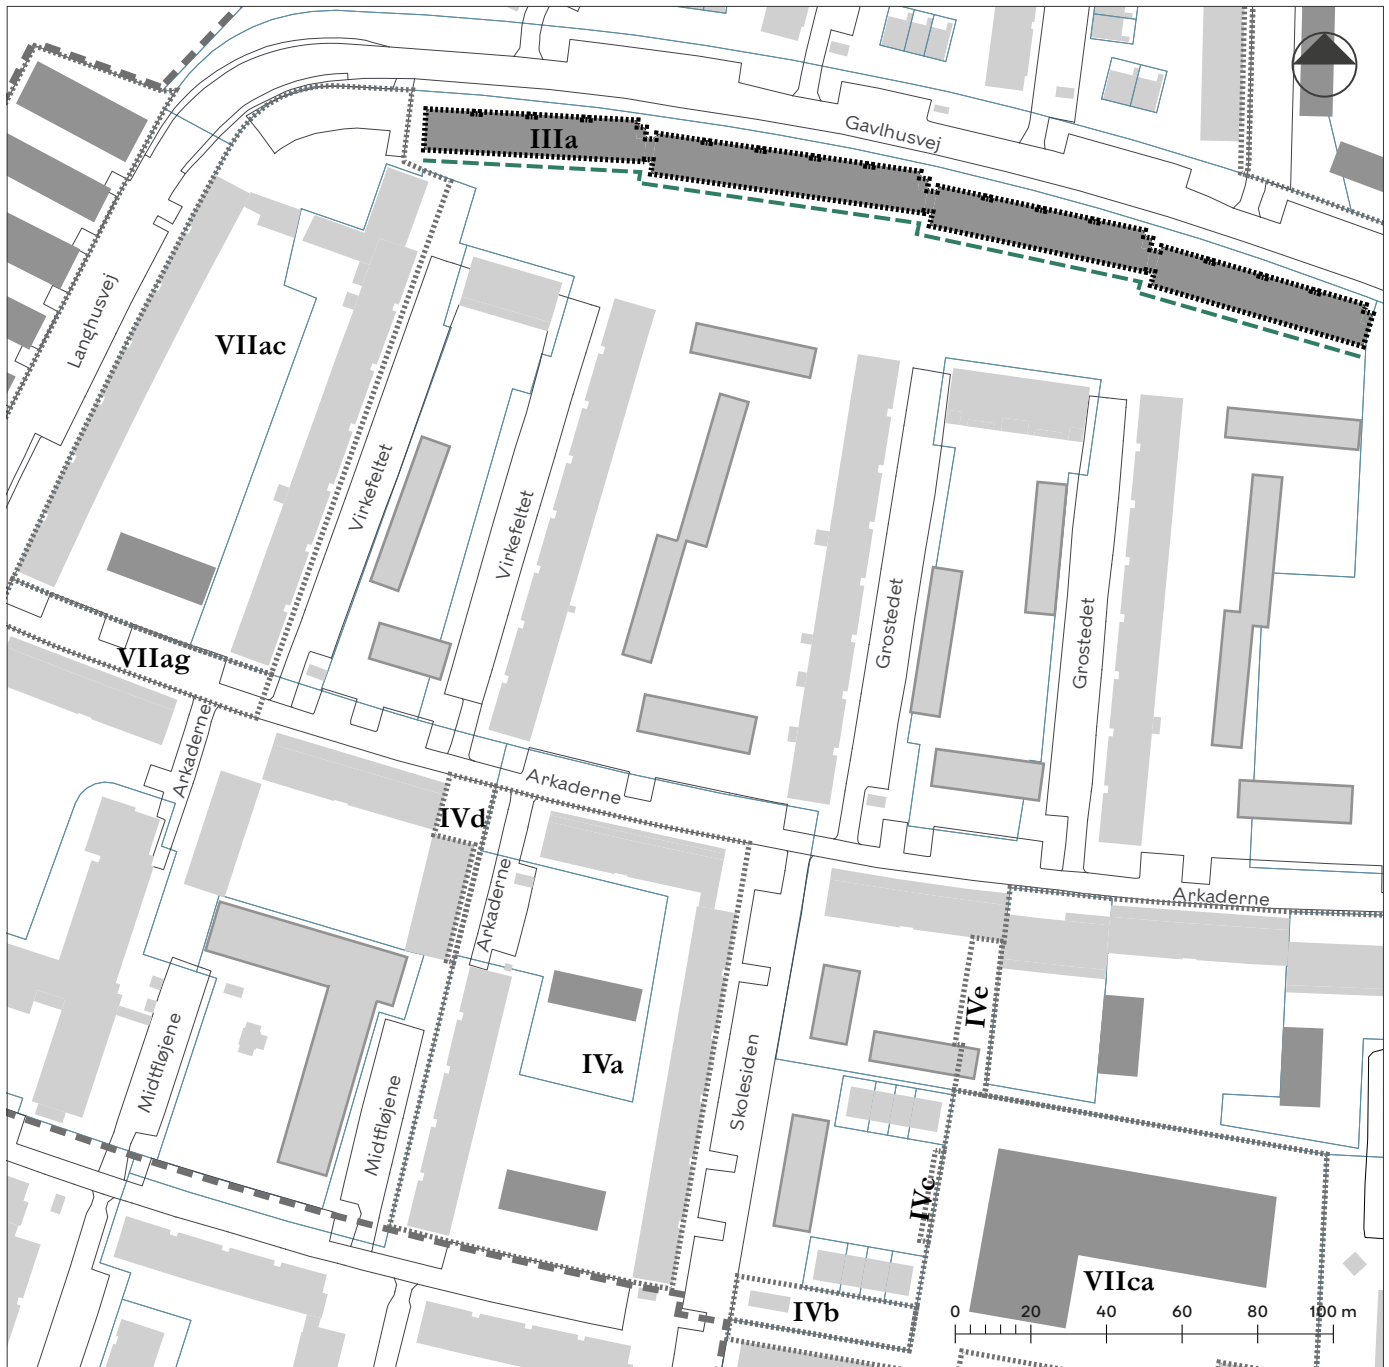 Gavlhusvej
IIIa
Langhusvej
VIIac
Virkefeltet
Virkefeltet
Grostedet
Grostedet
VIIag
Arkaderne
Arkaderne
IVd
Arkaderne
Arkaderne
IVe
Midtfløjene
Midtfløjene
IVa
Skolesiden
IVc
VIIca
IVb
0 20 40 60 80 100 m